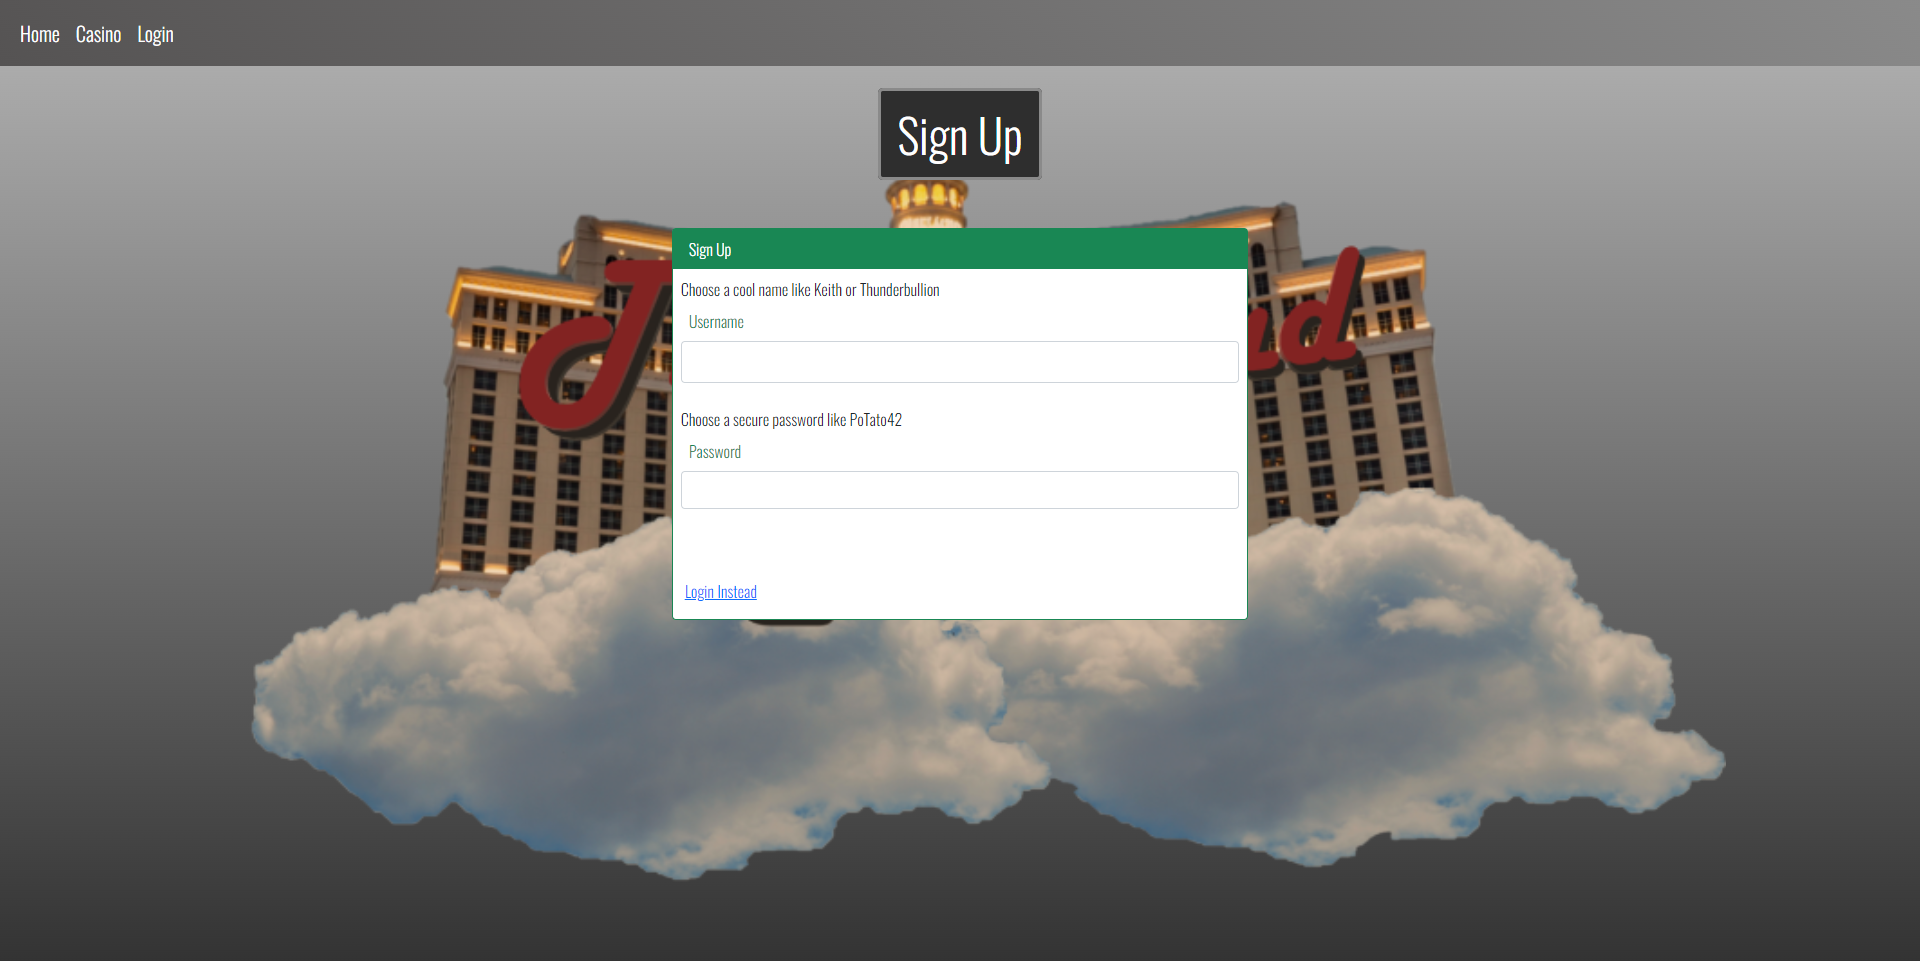 Home Casino Login
Sign Up
Sign Up
Choose a cool name like Keith or Thunderbullion
Username
Choose a secure password like PoTato42
Password
Login Instead